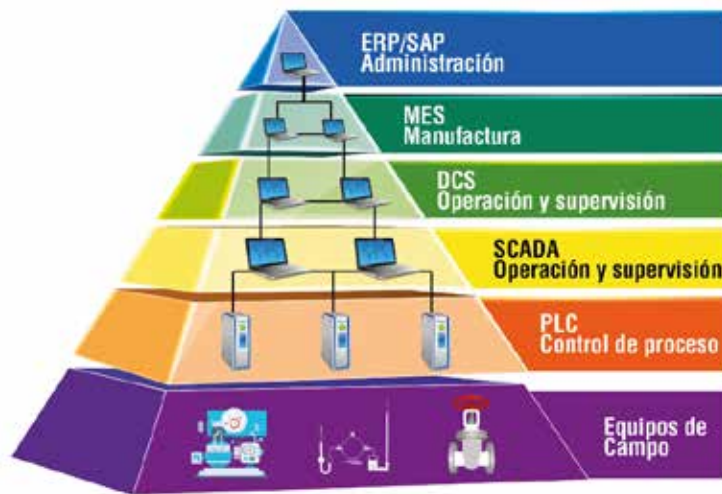 ERP/SAP
Administración
MES
Manufactura
DCS
Operación y supervisión
SCADA
Operación y supervisión
PLC
Control de proceso
Equipos de
Campo